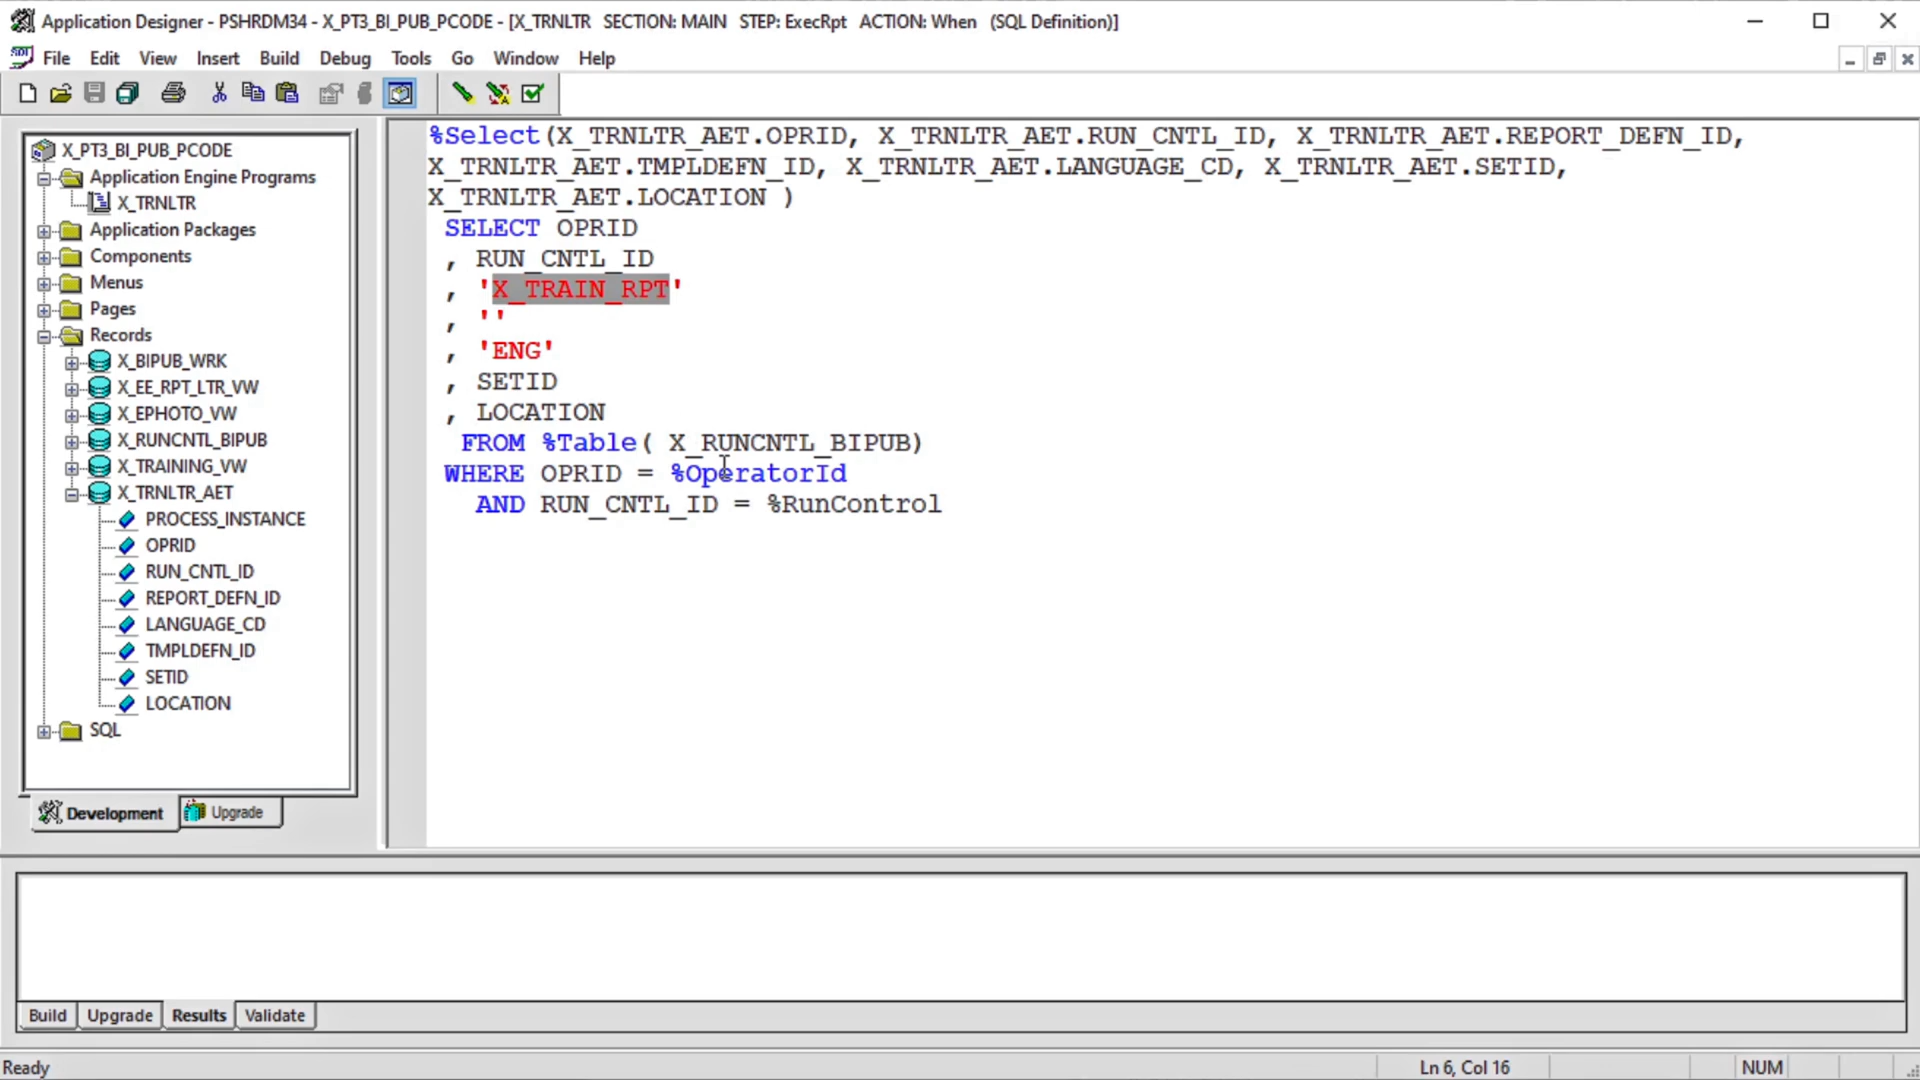 Application Designer - PSHRDM34 - X_PT3_BI_PUB_PCODE - [X_TRNLTR   SECTION: MAIN   STEP: ExecRpt   ACTION: When   (SQL Definition)]
File Edit View Insert Build Debug Tools Go Window Help
X_PT3_BI_PUB_PCODE
Application Engine Programs
X_TRNLTR
Application Packages
Components
Menus
Pages
Records
X_BIPUB_WRK
X_EE_RPT_LTR_VW
X_EPHOTO_VW
X_RUNCNTL_BIPUB
X_TRAINING_VW
X_TRNLTR_AET
PROCESS_INSTANCE
OPRID
RUN_CNTL_ID
REPORT_DEFN_ID
LANGUAGE_CD
TMPLDEFN_ID
SETID
LOCATION
SQL
Development Upgrade
%Select(X_TRNLTR_AET.OPRID, X_TRNLTR_AET.RUN_CNTL_ID, X_TRNLTR_AET.REPORT_DEFN_ID,
X_TRNLTR_AET.TMPLDEFN_ID, X_TRNLTR_AET.LANGUAGE_CD, X_TRNLTR_AET.SETID,
X_TRNLTR_AET.LOCATION )
SELECT OPRID
, RUN_CNTL_ID
, 'X_TRAIN_RPT'
, ''
, 'ENG'
, SETID
, LOCATION
FROM %Table( X_RUNCNTL_BIPUB)
WHERE OPRID = %OperatorId
AND RUN_CNTL_ID = %RunControl
Build Upgrade Results Validate
Ready Ln 6, Col 16 NUM